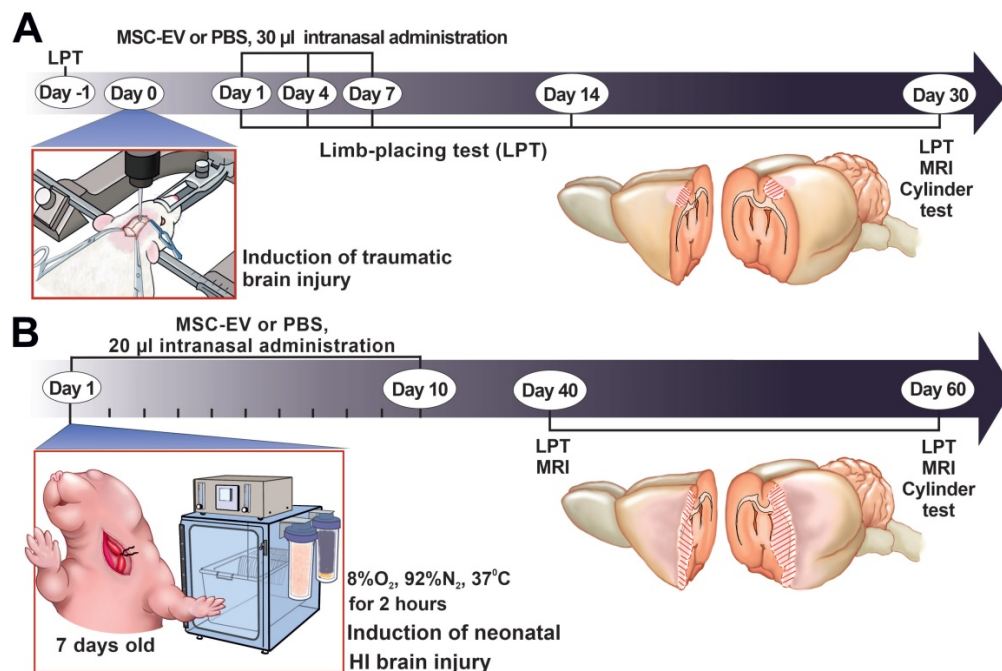 A
MSC-EV or PBS, 30 µl intranasal administration
LPT
Day -1
Day 0
Day 1
Day 4
Day 7
Day 14
Day 30
Limb-placing test (LPT)
LPT
MRI
Cylinder
test
Induction of traumatic
brain injury
B
MSC-EV or PBS,
20 µl intranasal administration
Day 1
Day 10
Day 40
Day 60
LPT
MRI
LPT
MRI
Cylinder
test
8%O₂, 92%N₂, 37⁰C
for 2 hours
Induction of neonatal
HI brain injury
7 days old